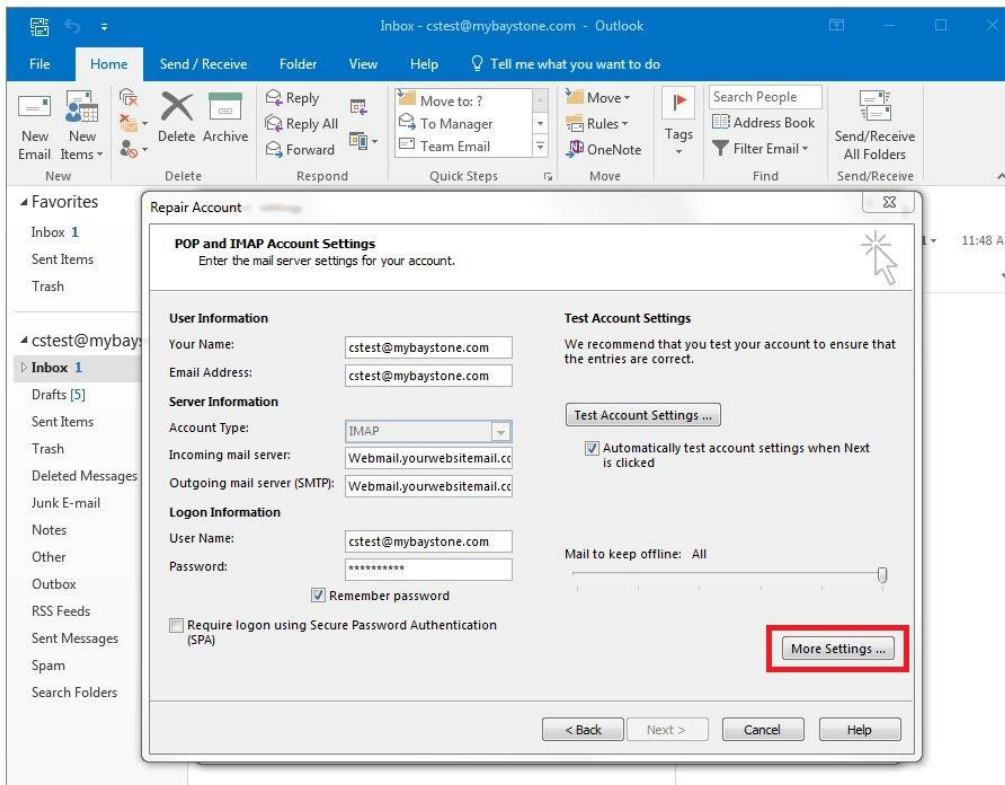 Inbox - cstest@mybaystone.com - Outlook
File Home Send / Receive Folder View Help Tell me what you want to do
New Email
New Items
Delete
Archive
Reply
Reply All
Forward
Move to: ?
To Manager
Team Email
Move
Rules
OneNote
Tags
Search People
Address Book
Filter Email
Send/Receive All Folders
New Delete Respond Quick Steps Move Find Send/Receive
Favorites
Inbox 1
Sent Items
Trash
cstest@mybays
Inbox 1
Drafts [5]
Sent Items
Trash
Deleted Messages
Junk E-mail
Notes
Other
Outbox
RSS Feeds
Sent Messages
Spam
Search Folders
11:48 A
Repair Account
POP and IMAP Account Settings
Enter the mail server settings for your account.
User Information
Your Name: cstest@mybaystone.com
Email Address: cstest@mybaystone.com
Server Information
Account Type: IMAP
Incoming mail server: Webmail.yourwebsitemail.cc
Outgoing mail server (SMTP): Webmail.yourwebsitemail.cc
Logon Information
User Name: cstest@mybaystone.com
Password: **********
Remember password
Require logon using Secure Password Authentication
(SPA)
Test Account Settings
We recommend that you test your account to ensure that
the entries are correct.
Test Account Settings ...
Automatically test account settings when Next
is clicked
Mail to keep offline: All
More Settings ...
< Back Next > Cancel Help